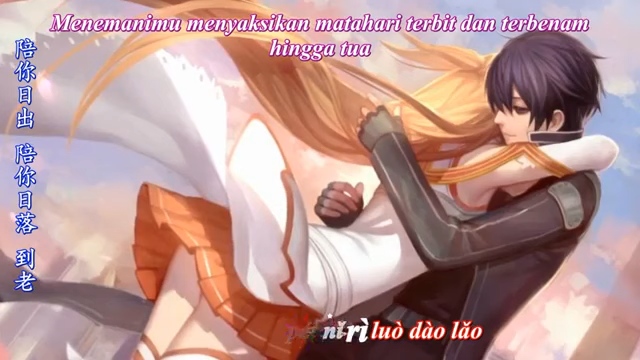 Menemanimu menyaksikan matahari terbit dan terbenam
hingga tua
陪你日出 陪你日落 到老
nǐ rì luò dào lǎo